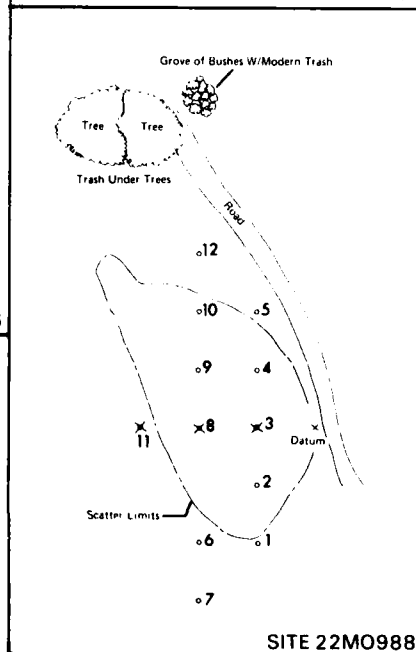 Grove of Bushes W/Modern Trash
Tree Tree
Trash Under Trees
Road
12
10 5
9 4
11 8 3
Datum
2
Scatter Limits
6 1
7
SITE 22MO988